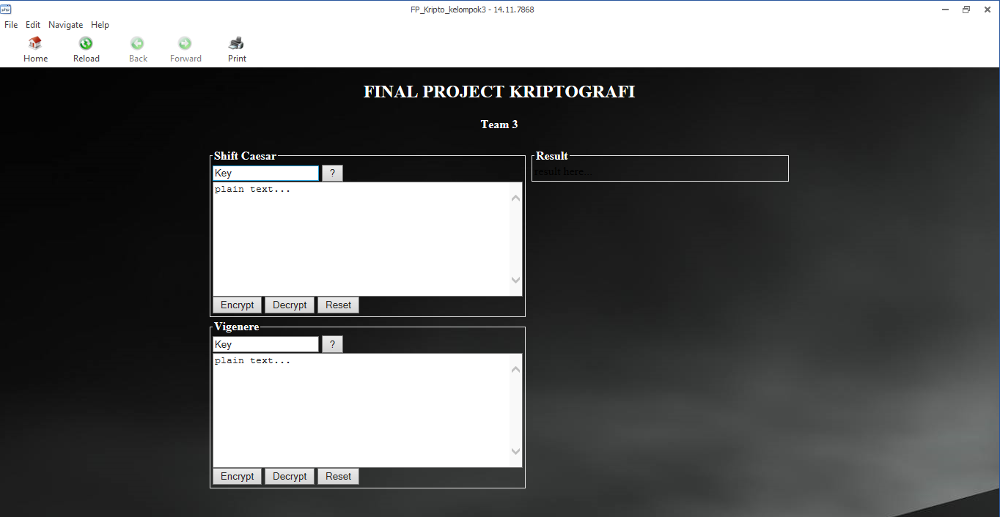 php
FP_Kripto_kelompok3 - 14.11.7868
File Edit Navigate Help
Home Reload Back Forward Print
FINAL PROJECT KRIPTOGRAFI
Team 3
Shift Caesar
Key ?
plain text...
Encrypt Decrypt Reset
Vigenere
Key ?
plain text...
Encrypt Decrypt Reset
Result
result here...